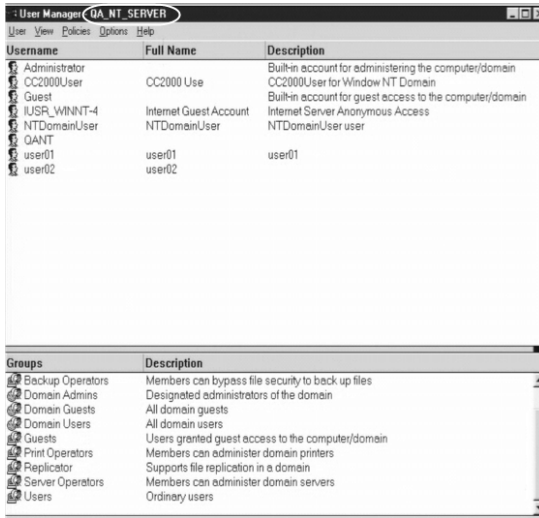 User Manager QA_NT_SERVER
User View Policies Options Help
Username Full Name Description
Administrator Built-in account for administering the computer/domain
CC2000User CC2000 Use CC2000User for Window NT Domain
Guest Built-in account for guest access to the computer/domain
IUSR_WINNT-4 Internet Guest Account Internet Server Anonymous Access
NTDomainUser NTDomainUser NTDomainUser user
QANT
user01 user01 user01
user02 user02
Groups Description
Backup Operators Members can bypass file security to back up files
Domain Admins Designated administrators of the domain
Domain Guests All domain guests
Domain Users All domain users
Guests Users granted guest access to the computer/domain
Print Operators Members can administer domain printers
Replicator Supports file replication in a domain
Server Operators Members can administer domain servers
Users Ordinary users